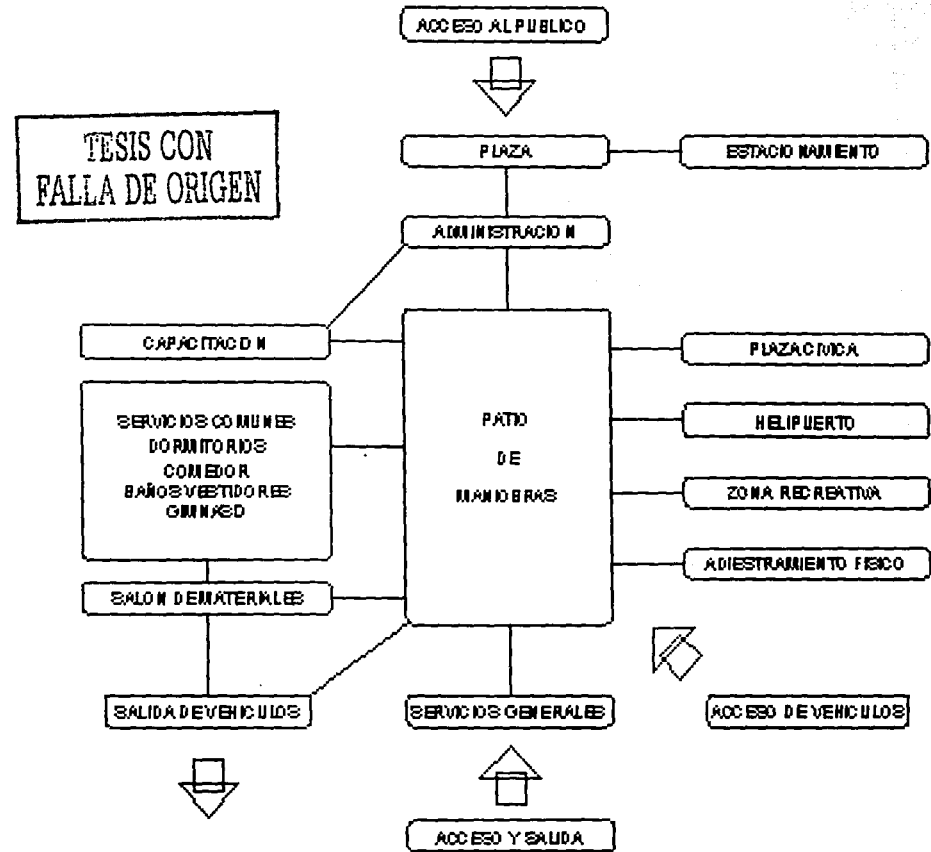 ACCESO AL PUBLICO
TESIS CON
FALLA DE ORIGEN
PLAZA
ESTACIONAMIENTO
ADMINISTRACION
CAPACITACION
PLAZA CIVICA
SERVICIOS COMUNES
DORMITORIOS
COMEDOR
BAÑOS VESTIDORES
GIMNASIO
PATIO
DE
MANIOBRAS
HELIPUERTO
ZONA RECREATIVA
ADIESTRAMIENTO FISICO
SALON DE MATERIALES
SALIDA DE VEHICULOS
SERVICIOS GENERALES
ACCESO DE VEHICULOS
ACCESO Y SALIDA